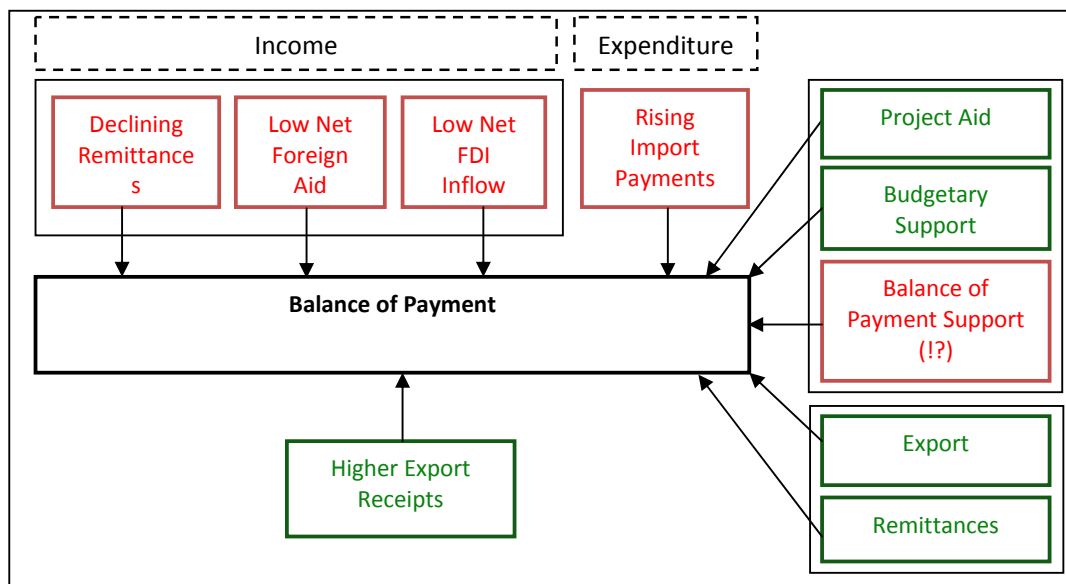 Income
Expenditure
Declining
Remittance
s
Low Net
Foreign
Aid
Low Net
FDI
Inflow
Rising
Import
Payments
Project Aid
Budgetary
Support
Balance of
Payment Support
(!?)
Balance of Payment
Higher Export
Receipts
Export
Remittances